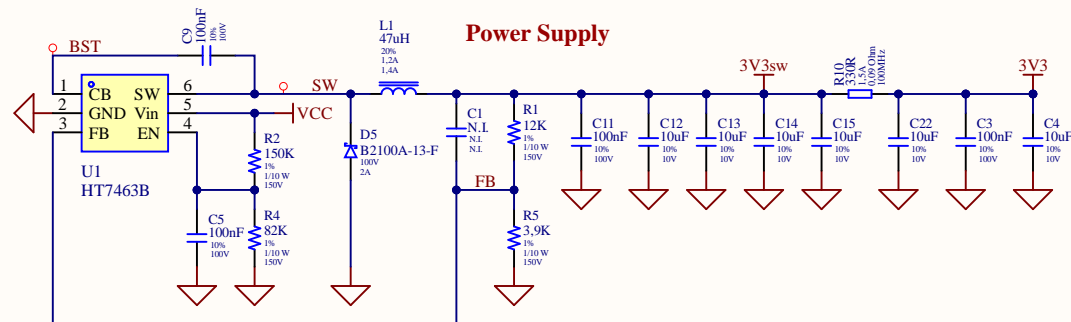 Power Supply
BST
C9
100nF
10%
100V
L1
47uH
20%
1,2A
1,4A
SW
1
CB
SW
6
2
GND
Vin
5
3
FB
EN
4
U1
HT7463B
VCC
R2
150K
1%
1/10 W
150V
C5
100nF
10%
100V
R4
82K
1%
1/10 W
150V
D5
B2100A-13-F
100V
2A
C1
N.I.
N.I.
N.I.
R1
12K
1%
1/10 W
150V
FB
R5
3,9K
1%
1/10 W
150V
C11
100nF
10%
100V
C12
10uF
10%
10V
C13
10uF
10%
10V
3V3sw
C14
10uF
10%
10V
C15
10uF
10%
10V
R10
330R
1,5A
0,09 Ohm
100MHz
C22
10uF
10%
10V
C3
100nF
10%
100V
3V3
C4
10uF
10%
10V